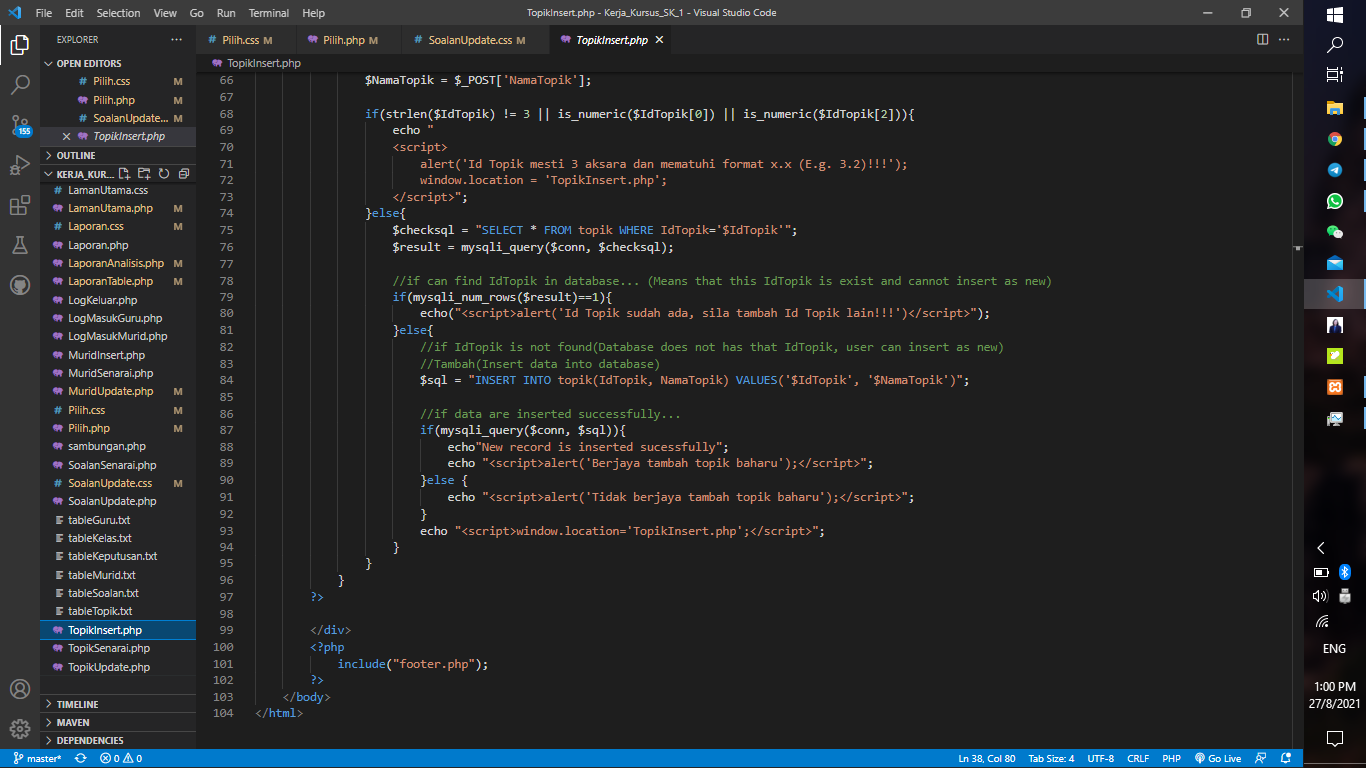 File Edit Selection View Go Run Terminal Help
TopikInsert.php - Kerja_Kursus_SK_1 - Visual Studio Code
EXPLORER
OPEN EDITORS
# Pilih.css M
Pilih.php M
# SoalanUpdate... M
TopikInsert.php
OUTLINE
KERJA_KUR...
# LamanUtama.css
LamanUtama.php M
# Laporan.css M
Laporan.php
LaporanAnalisis.php M
LaporanTable.php M
LogKeluar.php
LogMasukGuru.php
LogMasukMurid.php
MuridInsert.php
MuridSenarai.php
MuridUpdate.php M
# Pilih.css M
Pilih.php M
sambungan.php
SoalanSenarai.php
# SoalanUpdate.css M
SoalanUpdate.php
tableGuru.txt
tableKelas.txt
tableKeputusan.txt
tableMurid.txt
tableSoalan.txt
tableTopik.txt
TopikInsert.php
TopikSenarai.php
TopikUpdate.php
TIMELINE
MAVEN
DEPENDENCIES
155
# Pilih.css M
Pilih.php M
# SoalanUpdate.css M
TopikInsert.php
TopikInsert.php
66 $NamaTopik = $_POST['NamaTopik'];
67
68 if(strlen($IdTopik) != 3 || is_numeric($IdTopik[0]) || is_numeric($IdTopik[2])){
69 echo "
70 <script>
71 alert('Id Topik mesti 3 aksara dan mematuhi format x.x (E.g. 3.2)!!!');
72 window.location = 'TopikInsert.php';
73 </script>";
74 }else{
75 $checksql = "SELECT * FROM topik WHERE IdTopik='$IdTopik'";
76 $result = mysqli_query($conn, $checksql);
77
78 //if can find IdTopik in database... (Means that this IdTopik is exist and cannot insert as new)
79 if(mysqli_num_rows($result)==1){
80 echo("<script>alert('Id Topik sudah ada, sila tambah Id Topik lain!!!')</script>");
81 }else{
82 //if IdTopik is not found(Database does not has that IdTopik, user can insert as new)
83 //Tambah(Insert data into database)
84 $sql = "INSERT INTO topik(IdTopik, NamaTopik) VALUES('$IdTopik', '$NamaTopik')";
85
86 //if data are inserted successfully...
87 if(mysqli_query($conn, $sql)){
88 echo"New record is inserted sucessfully";
89 echo "<script>alert('Berjaya tambah topik baharu');</script>";
90 }else {
91 echo "<script>alert('Tidak berjaya tambah topik baharu');</script>";
92 }
93 echo "<script>window.location='TopikInsert.php';</script>";
94 }
95 }
96 }
97 ?>
98
99 </div>
100 <?php
101 include("footer.php");
102 ?>
103 </body>
104 </html>
master* 0 0
Ln 38, Col 80 Tab Size: 4 UTF-8 CRLF PHP Go Live
ENG
1:00 PM
27/8/2021